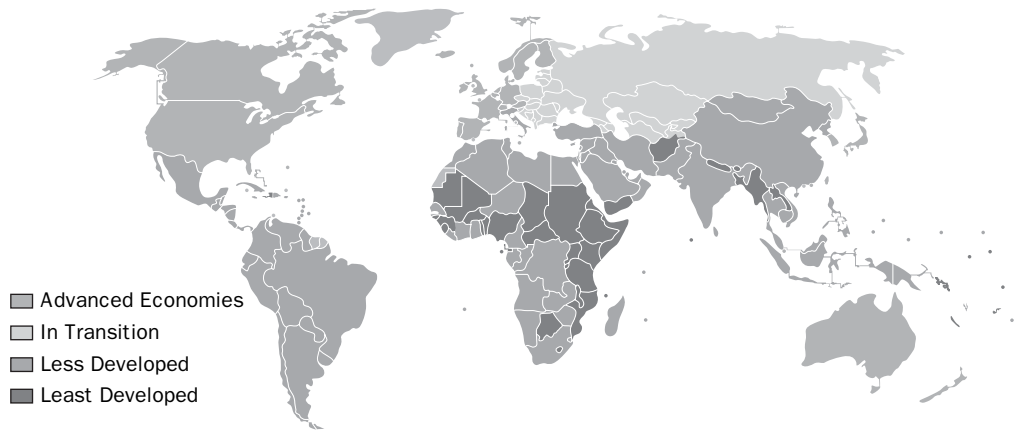 Advanced Economies
In Transition
Less Developed
Least Developed